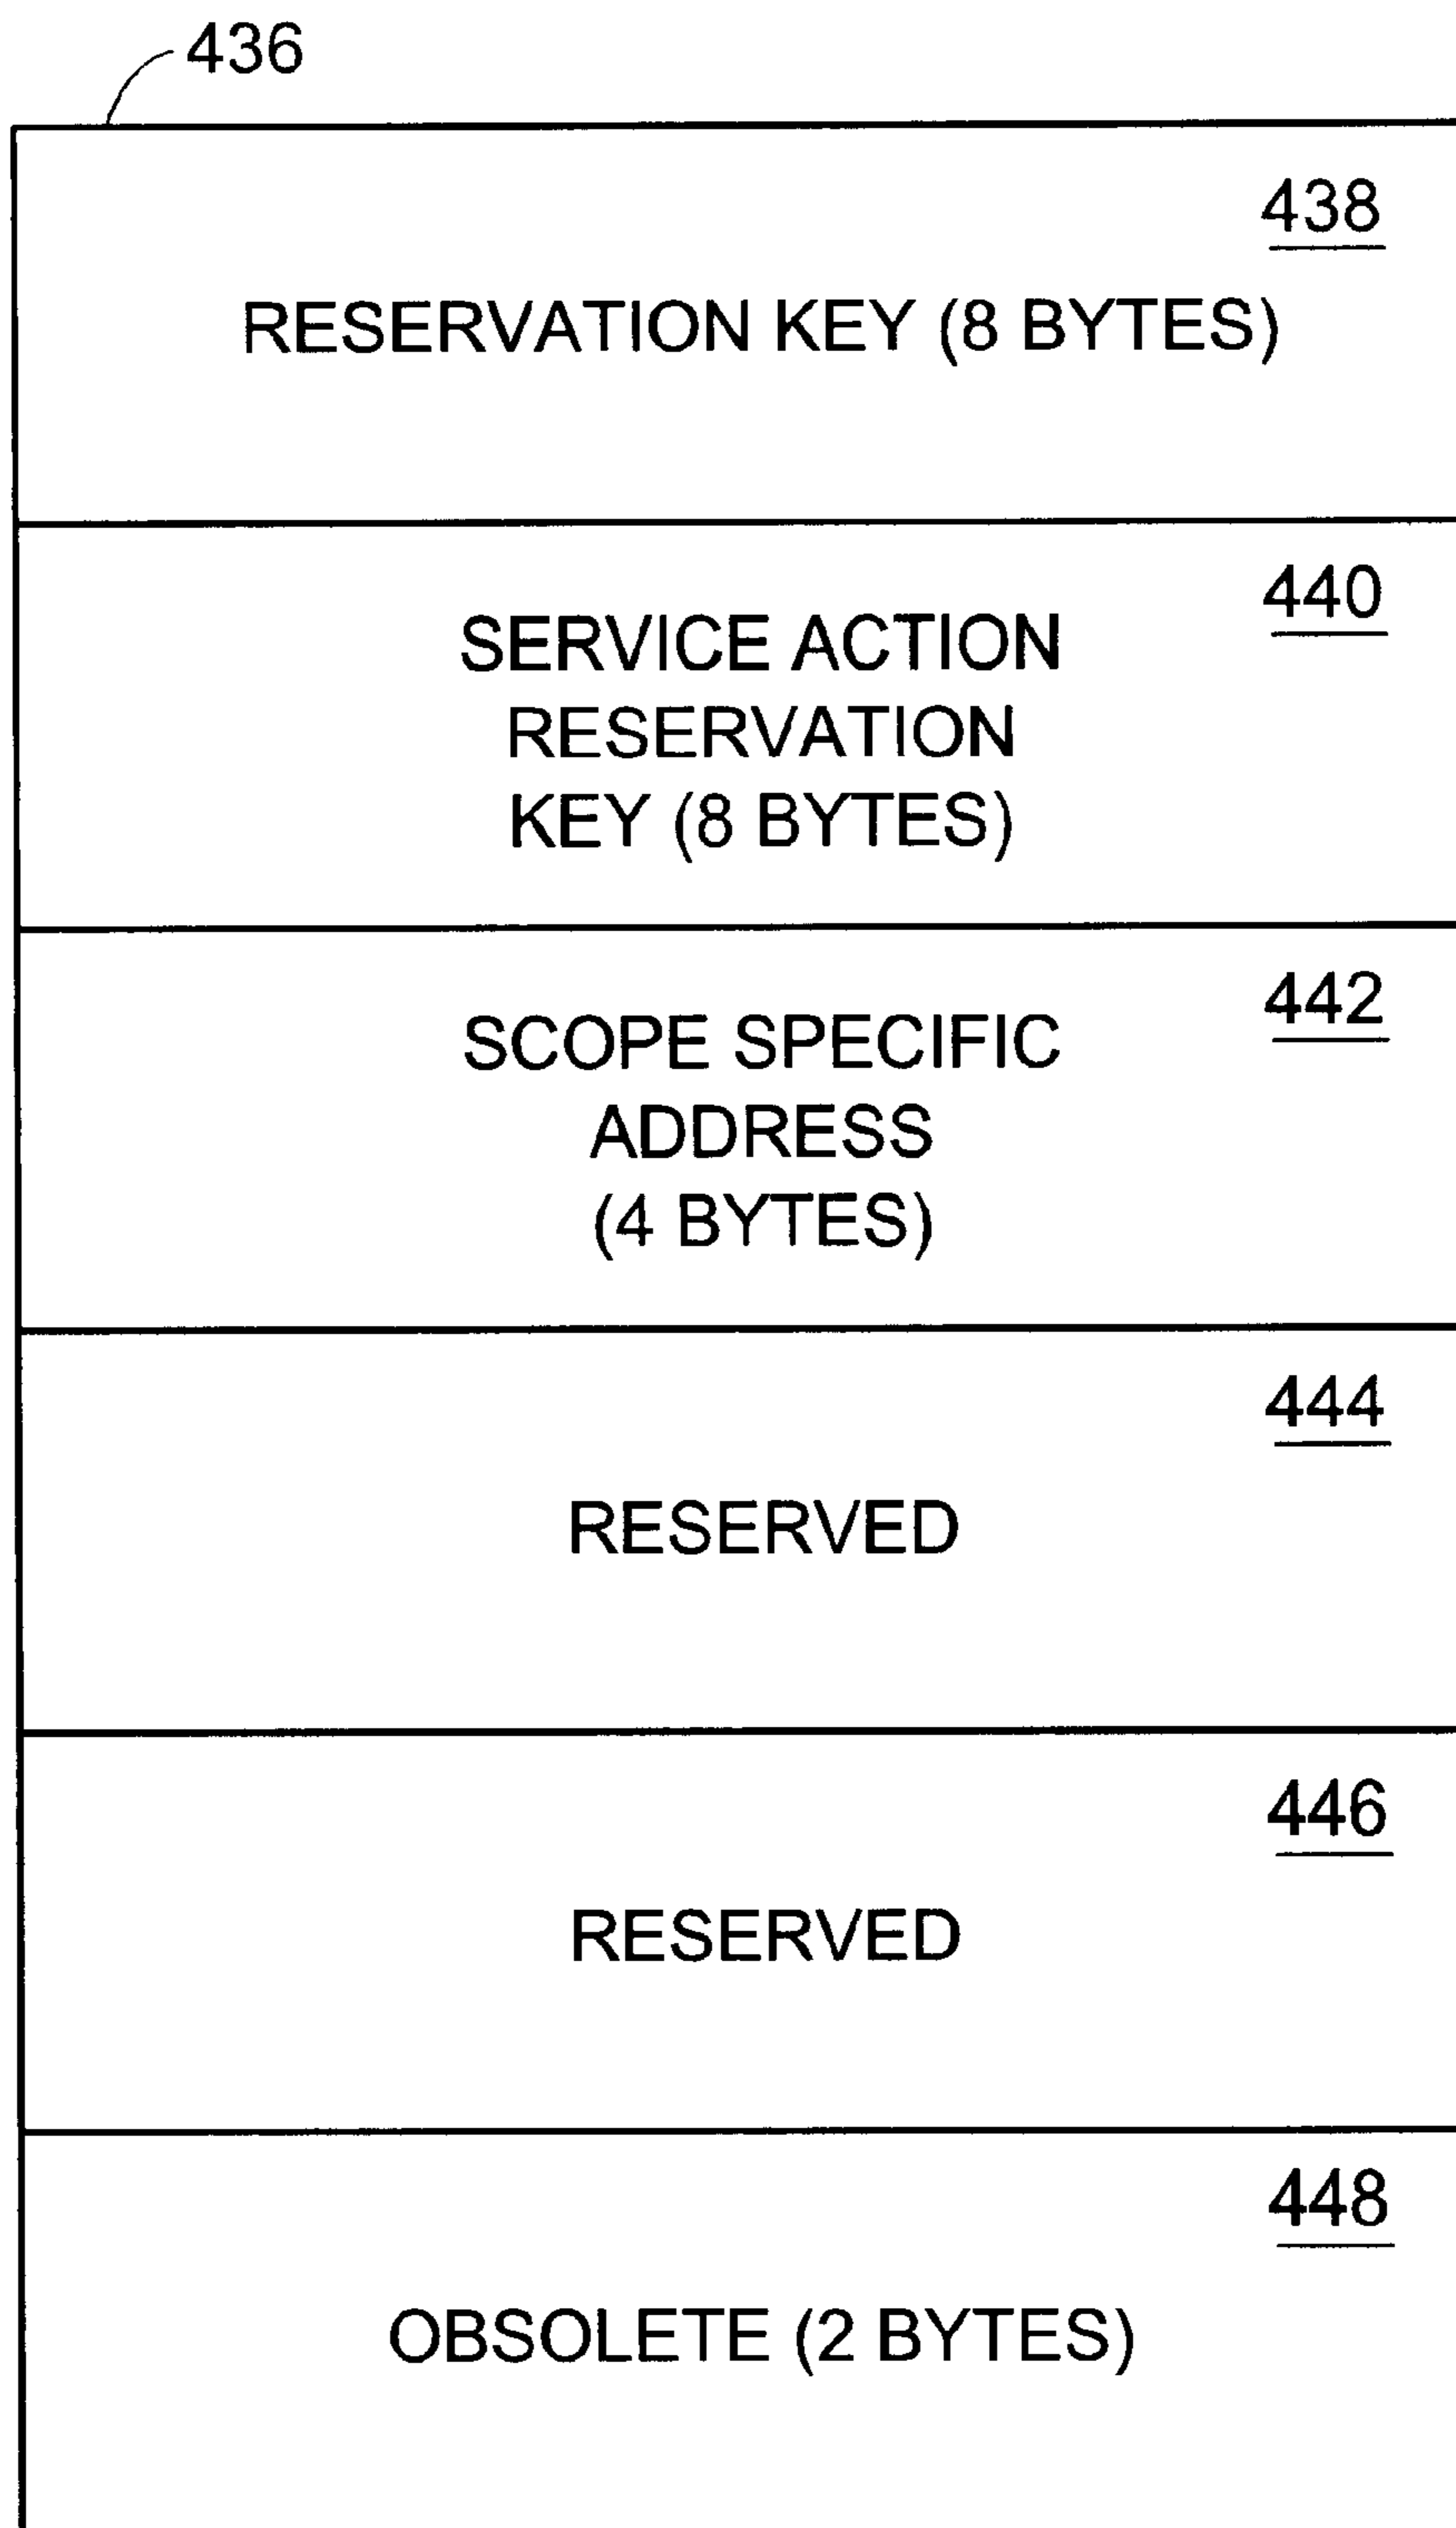 436
438
RESERVATION KEY (8 BYTES)
440
SERVICE ACTION
RESERVATION
KEY (8 BYTES)
442
SCOPE SPECIFIC
ADDRESS
(4 BYTES)
444
RESERVED
446
RESERVED
448
OBSOLETE (2 BYTES)